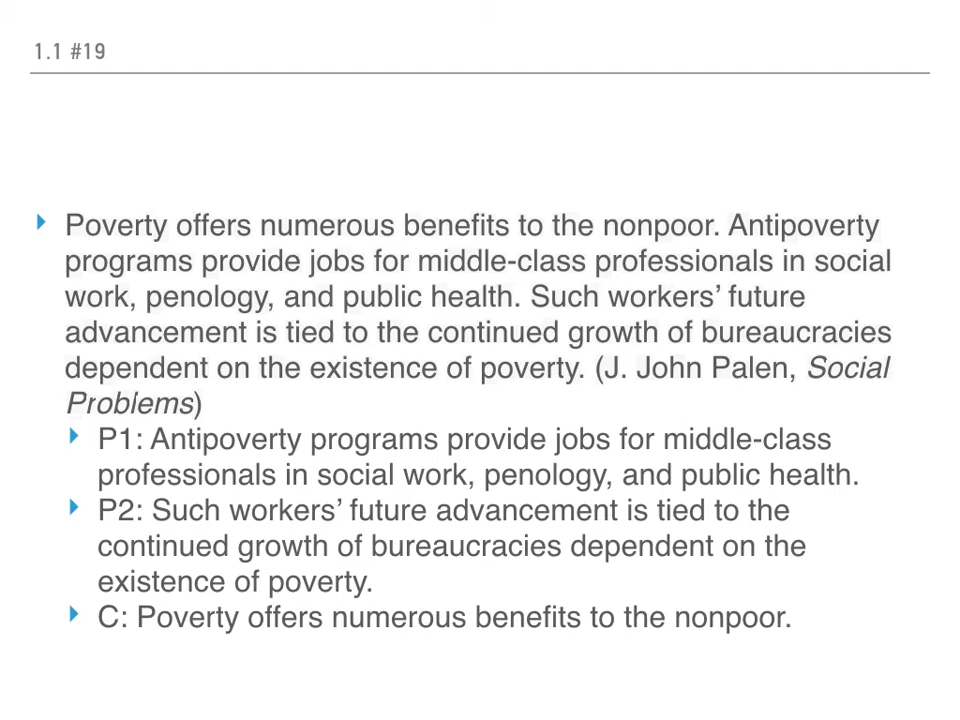 1.1 #19
Poverty offers numerous benefits to the nonpoor. Antipoverty
programs provide jobs for middle-class professionals in social
work, penology, and public health. Such workers’ future
advancement is tied to the continued growth of bureaucracies
dependent on the existence of poverty. (J. John Palen, Social
Problems)
P1: Antipoverty programs provide jobs for middle-class
professionals in social work, penology, and public health.
P2: Such workers’ future advancement is tied to the
continued growth of bureaucracies dependent on the
existence of poverty.
C: Poverty offers numerous benefits to the nonpoor.